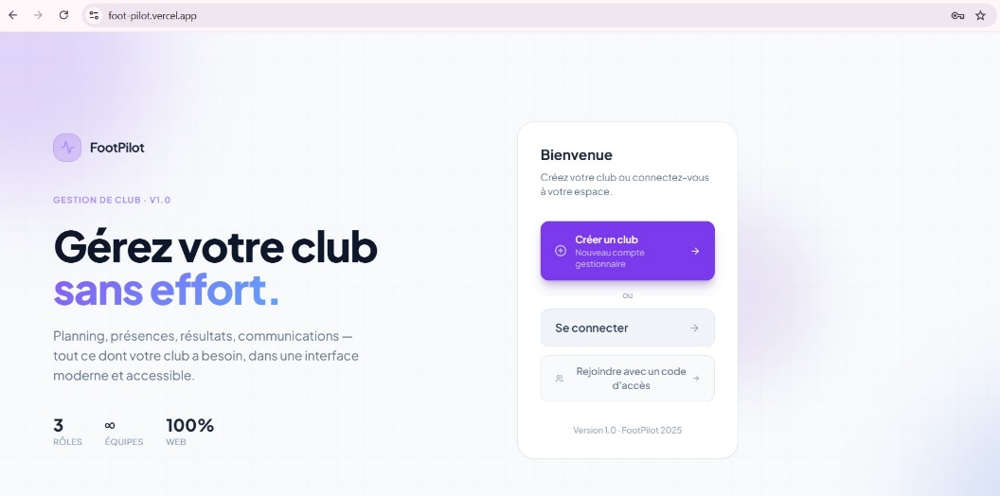 foot-pilot.vercel.app
FootPilot
GESTION DE CLUB · V1.0
Gérez votre club
sans effort.
Planning, présences, résultats, communications —
tout ce dont votre club a besoin, dans une interface
moderne et accessible.
3
RÔLES
∞
ÉQUIPES
100%
WEB
Bienvenue
Créez votre club ou connectez-vous
à votre espace.
Créer un club
Nouveau compte
gestionnaire
ou
Se connecter
Rejoindre avec un code
d'accès
Version 1.0 · FootPilot 2025